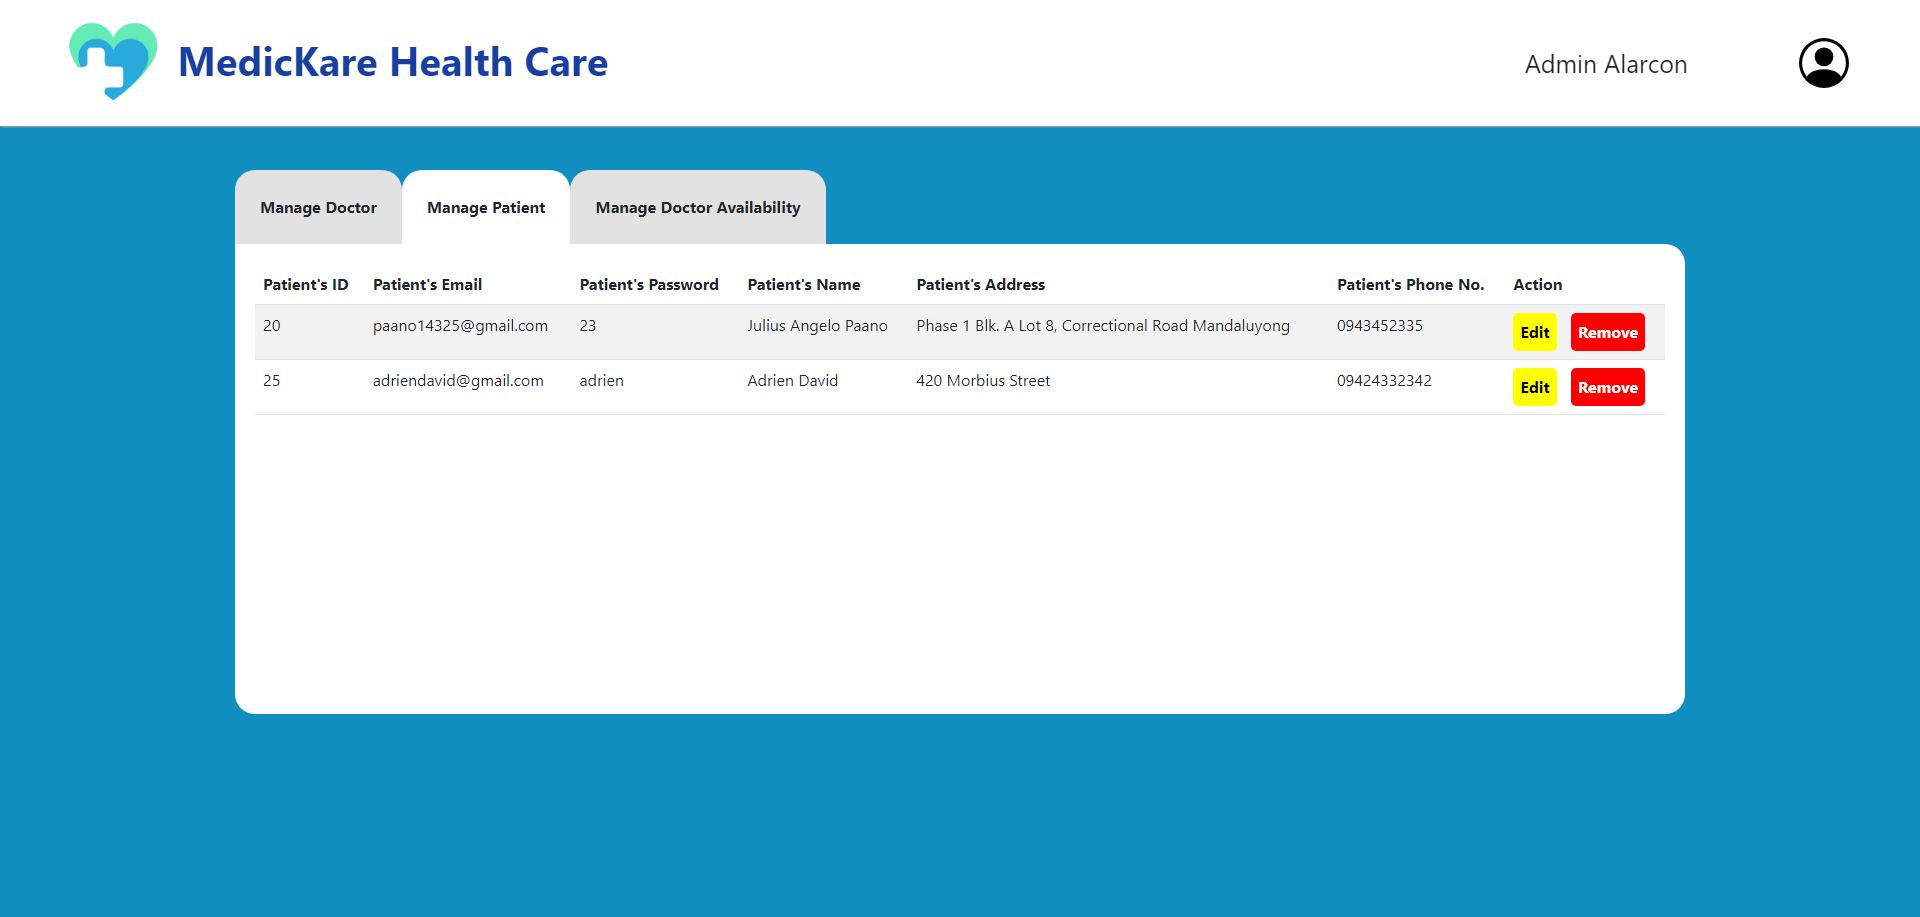 MedicKare Health Care
Admin Alarcon
Manage Doctor Manage Patient Manage Doctor Availability
Patient's ID Patient's Email Patient's Password Patient's Name Patient's Address Patient's Phone No. Action
20 paano14325@gmail.com 23 Julius Angelo Paano Phase 1 Blk. A Lot 8, Correctional Road Mandaluyong 0943452335 Edit Remove
25 adriendavid@gmail.com adrien Adrien David 420 Morbius Street 09424332342 Edit Remove